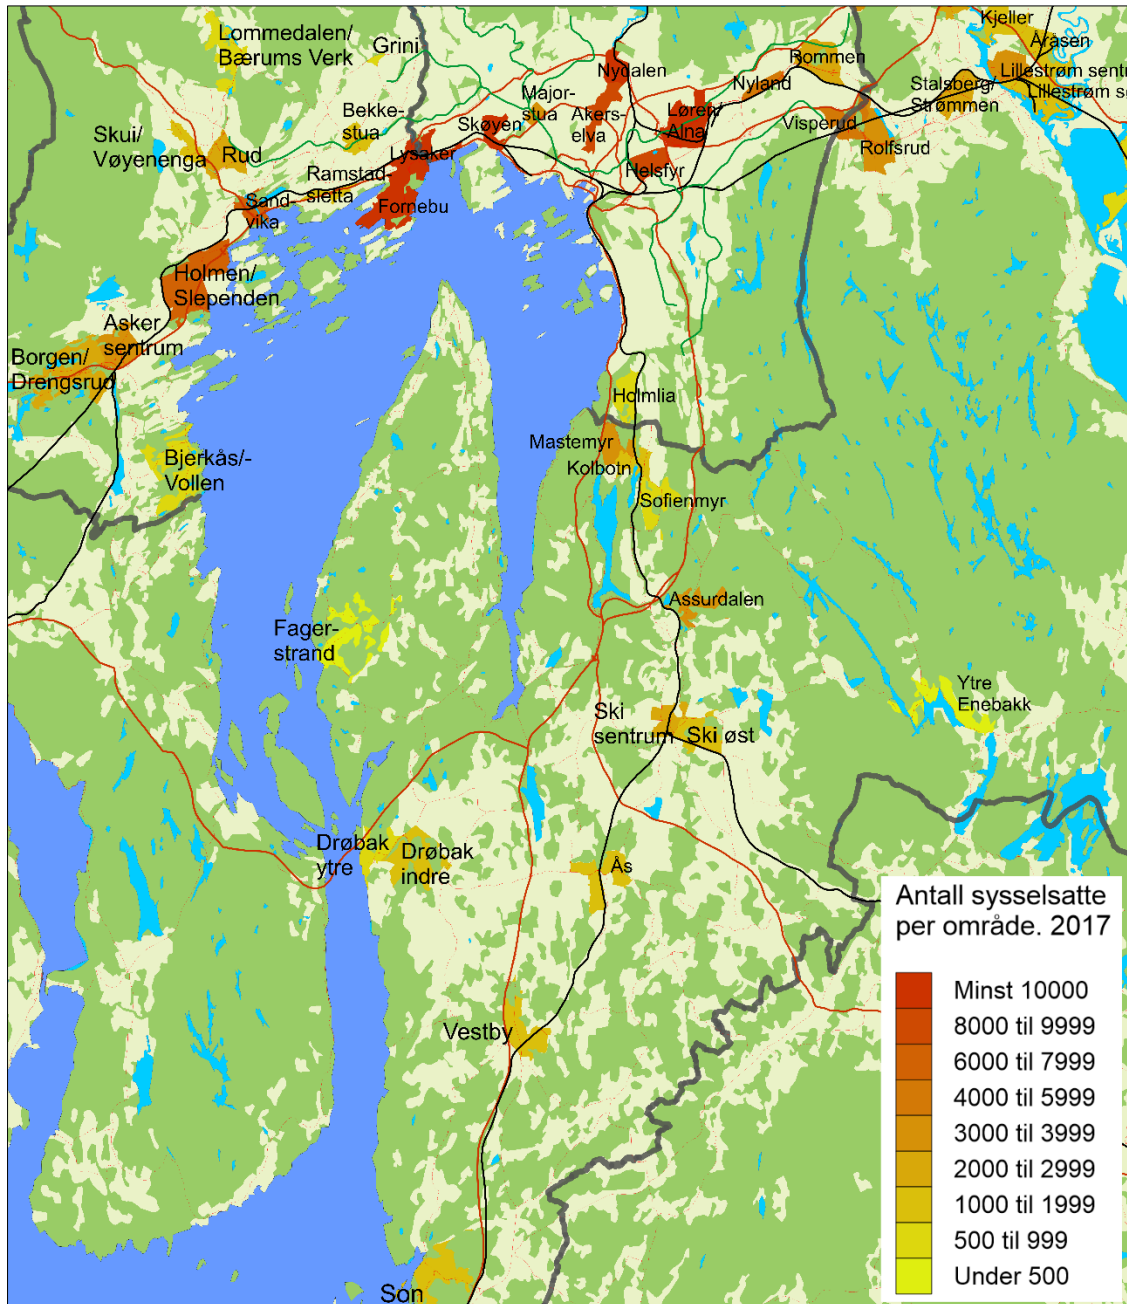 Lommedalen/
Bærums Verk
Grini
Kjeller
Åråsen
Nydalen
Rommen
Lillestrøm sentr
Nyland
Stalsberg/
Strømmen
Lillestrøm sø
Major-
stua
Bekke-
stua
Skøyen
Akers-
elva
Løren/
Alna
Visperud
Rolfsrud
Skui/
Vøyenenga
Rud
Lysaker
Helsfyr
Ramstad-
sletta
Fornebu
Sand-
vika
Holmen/
Slependen
Asker
sentrum
Borgen/
Drengsrud
Holmlia
Mastemyr
Kolbotn
Bjerkås/-
Vollen
Sofienmyr
Assurdalen
Fager-
strand
Ytre
Enebakk
Ski
sentrum
Ski øst
Drøbak
ytre
Drøbak
indre
Ås
Vestby
Son
Antall sysselsatte
per område. 2017
Minst 10000
8000 til 9999
6000 til 7999
4000 til 5999
3000 til 3999
2000 til 2999
1000 til 1999
500 til 999
Under 500